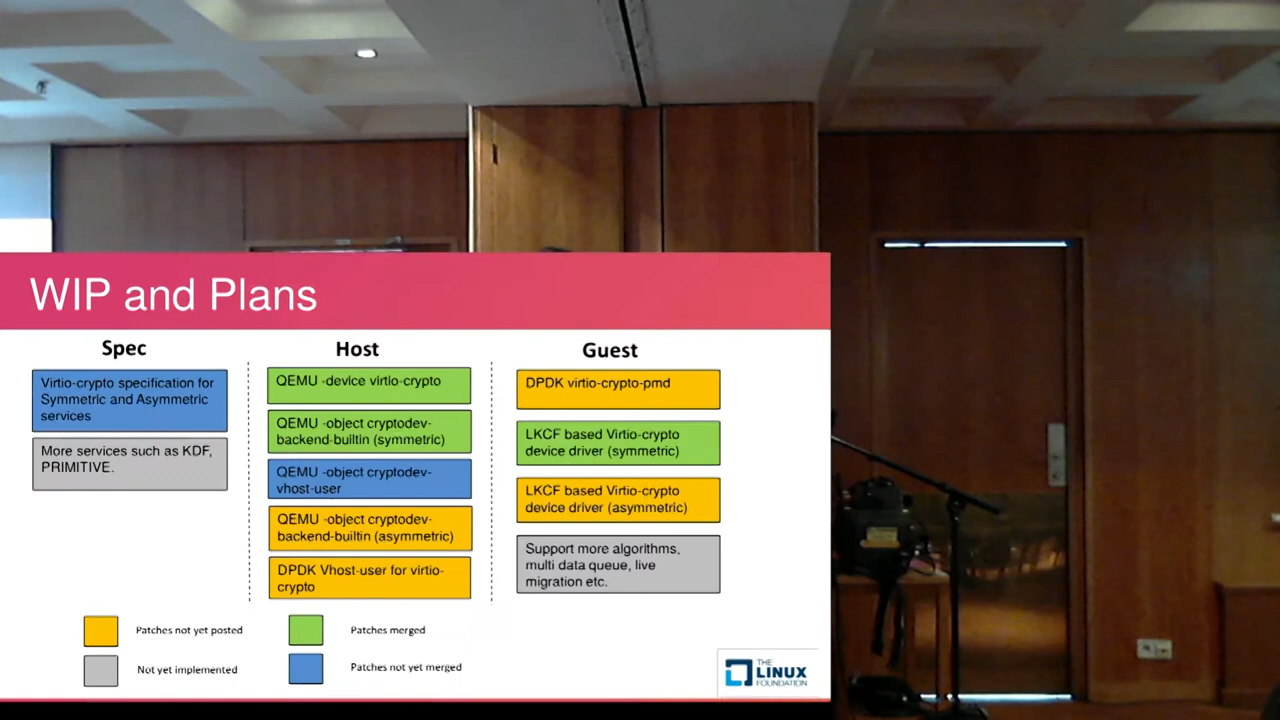 WIP and Plans
Spec
Virtio-crypto specification for
Symmetric and Asymmetric
services
More services such as KDF,
PRIMITIVE.
Host
QEMU -device virtio-crypto
QEMU -object cryptodev-
backend-builtin (symmetric)
QEMU -object cryptodev-
vhost-user
QEMU -object cryptodev-
backend-builtin (asymmetric)
DPDK Vhost-user for virtio-
crypto
Guest
DPDK virtio-crypto-pmd
LKCF based Virtio-crypto
device driver (symmetric)
LKCF based Virtio-crypto
device driver (asymmetric)
Support more algorithms,
multi data queue, live
migration etc.
Patches not yet posted
Patches merged
Not yet implemented
Patches not yet merged
THE
LINUX
FOUNDATION